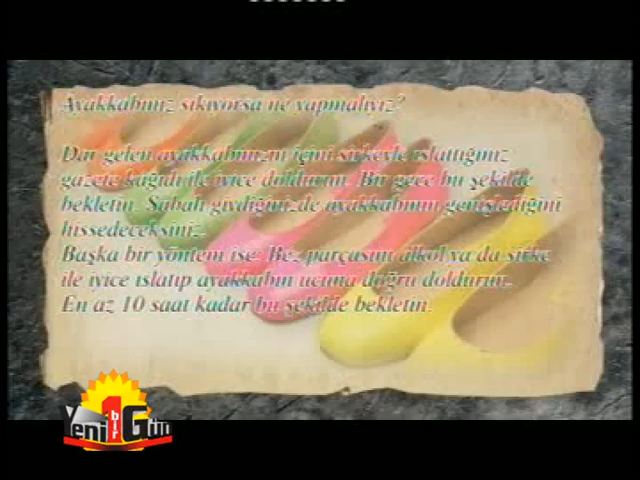 Ayakkabınız sıkıyorsa ne yapmalıyız?
Dar gelen ayakkabınızın içini sirkeyle ıslattığınız
gazete kağıdı ile iyice doldurun. Bir gece bu şekilde
bekletin. Sabah giydiğinizde ayakkabının genişlediğini
hissedeceksiniz.
Başka bir yöntem ise: Bez parçasını alkol ya da sirke
ile iyice ıslatıp ayakkabın ucuna doğru doldurun.
En az 10 saat kadar bu şekilde bekletin.
Yeni bir Gün